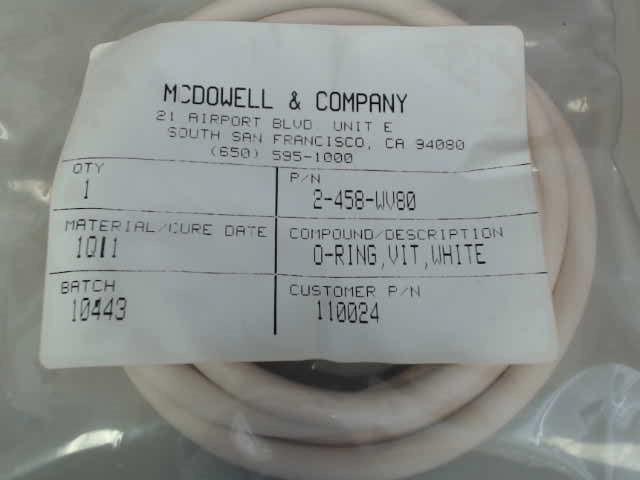 MCDOWELL & COMPANY
21 AIRPORT BLVD. UNIT E
SOUTH SAN FRANCISCO, CA 94080
(650) 595-1000
QTY
1
P/N
2-458-WV80
MATERIAL/CURE DATE
1Q11
COMPOUND/DESCRIPTION
O-RING,VIT,WHITE
BATCH
10443
CUSTOMER P/N
110024